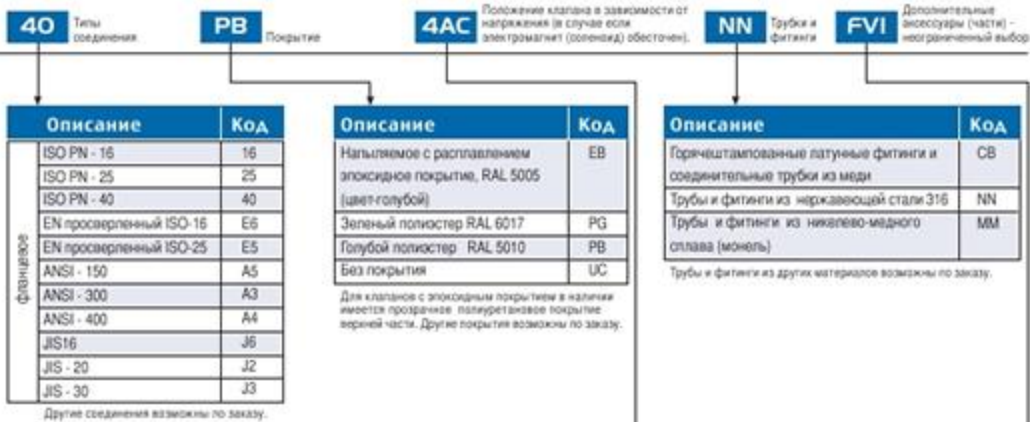 40 Типы
соединения
PB Покрытие
4AC Положение клапана в зависимости от
напряжения (в случае если
электромагнит (соленоид) обесточен).
NN Трубки и
фитинги
FVI Дополнительные
аксессуары (части) -
неограниченный выбор
Описание Код
фланцевое
ISO PN - 16 16
ISO PN - 25 25
ISO PN - 40 40
EN просверленный ISO-16 E6
EN просверленный ISO-25 E5
ANSI - 150 A5
ANSI - 300 A3
ANSI - 400 A4
JIS16 J6
JIS - 20 J2
JIS - 30 J3
Другие соединения возможны по заказу.
Описание Код
Напыляемое с расплавлением EB
эпоксидное покрытие, RAL 5005
(цвет-голубой)
Зеленый полиэстер RAL 6017 PG
Голубой полиэстер RAL 5010 PB
Без покрытия UC
Для клапанов с эпоксидным покрытием в наличии
имеется прозрачное полиуретановое покрытие
верхней части. Другие покрытия возможны по заказу.
Описание Код
Горячештампованные латунные фитинги и CB
соединительные трубки из меди
Трубы и фитинги из нержавеющей стали 316 NN
Трубы и фитинги из никелево-медного MM
сплава (монель)
Трубы и фитинги из других материалов возможны по заказу.